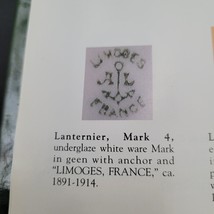 LIMOGES
A L
FRANCE
Lanternier, Mark 4,
underglaze white ware Mark
in geen with anchor and
"LIMOGES, FRANCE," ca.
1891-1914.